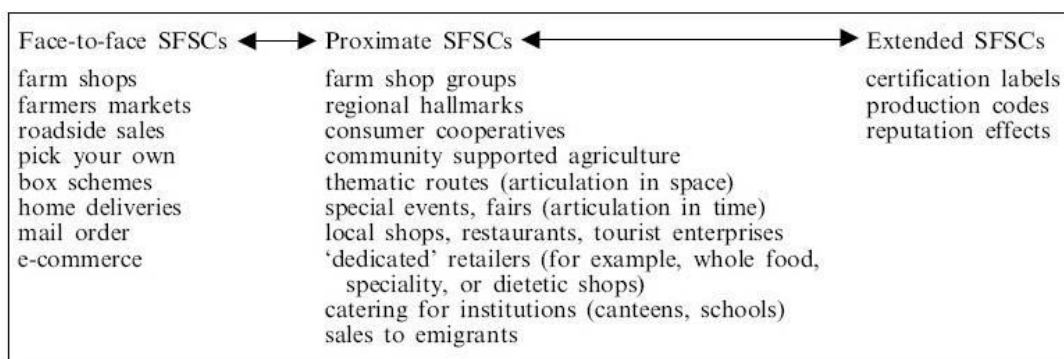 Face-to-face SFSCs
farm shops
farmers markets
roadside sales
pick your own
box schemes
home deliveries
mail order
e-commerce
Proximate SFSCs
farm shop groups
regional hallmarks
consumer cooperatives
community supported agriculture
thematic routes (articulation in space)
special events, fairs (articulation in time)
local shops, restaurants, tourist enterprises
‘dedicated’ retailers (for example, whole food,
speciality, or dietetic shops)
catering for institutions (canteens, schools)
sales to emigrants
Extended SFSCs
certification labels
production codes
reputation effects